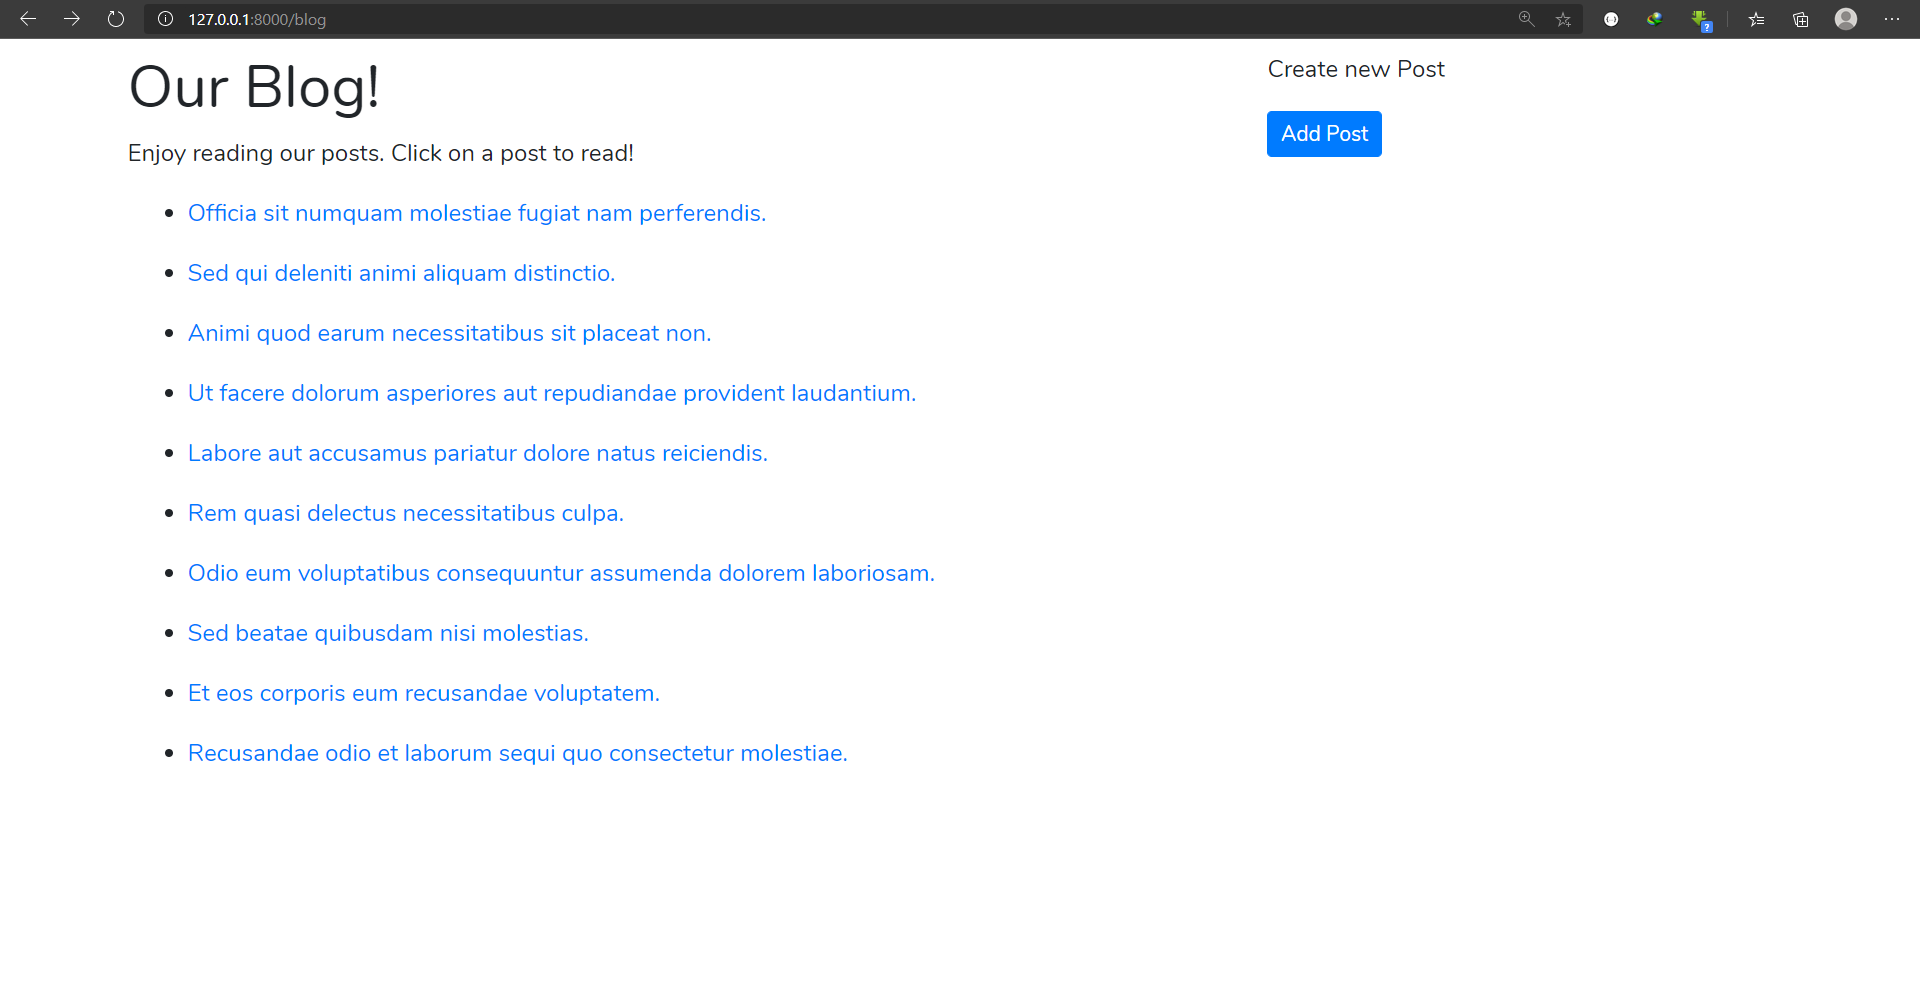 127.0.0.1:8000/blog
Our Blog!
Enjoy reading our posts. Click on a post to read!
Officia sit numquam molestiae fugiat nam perferendis.
Sed qui deleniti animi aliquam distinctio.
Animi quod earum necessitatibus sit placeat non.
Ut facere dolorum asperiores aut repudiandae provident laudantium.
Labore aut accusamus pariatur dolore natus reiciendis.
Rem quasi delectus necessitatibus culpa.
Odio eum voluptatibus consequuntur assumenda dolorem laboriosam.
Sed beatae quibusdam nisi molestias.
Et eos corporis eum recusandae voluptatem.
Recusandae odio et laborum sequi quo consectetur molestiae.
Create new Post
Add Post